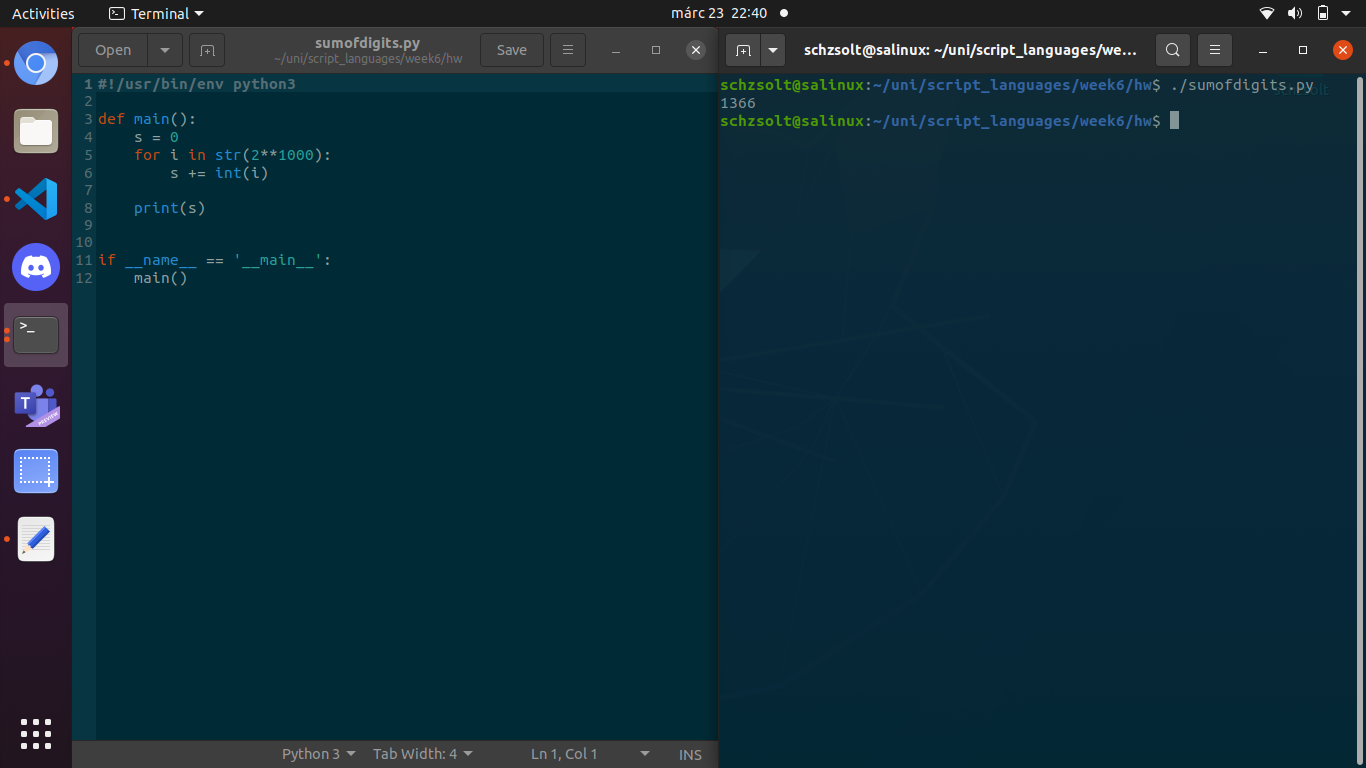 Activities
Terminal
márc 23 22:40
Open
sumofdigits.py
~/uni/script_languages/week6/hw
Save
1 #!/usr/bin/env python3
2
3 def main():
4     s = 0
5     for i in str(2**1000):
6         s += int(i)
7
8     print(s)
9
10
11 if __name__ == '__main__':
12     main()
Python 3
Tab Width: 4
Ln 1, Col 1
INS
schzsolt@salinux: ~/uni/script_languages/we...
schzsolt@salinux:~/uni/script_languages/week6/hw$ ./sumofdigits.py
1366
schzsolt@salinux:~/uni/script_languages/week6/hw$
>_
T
PREVIEW